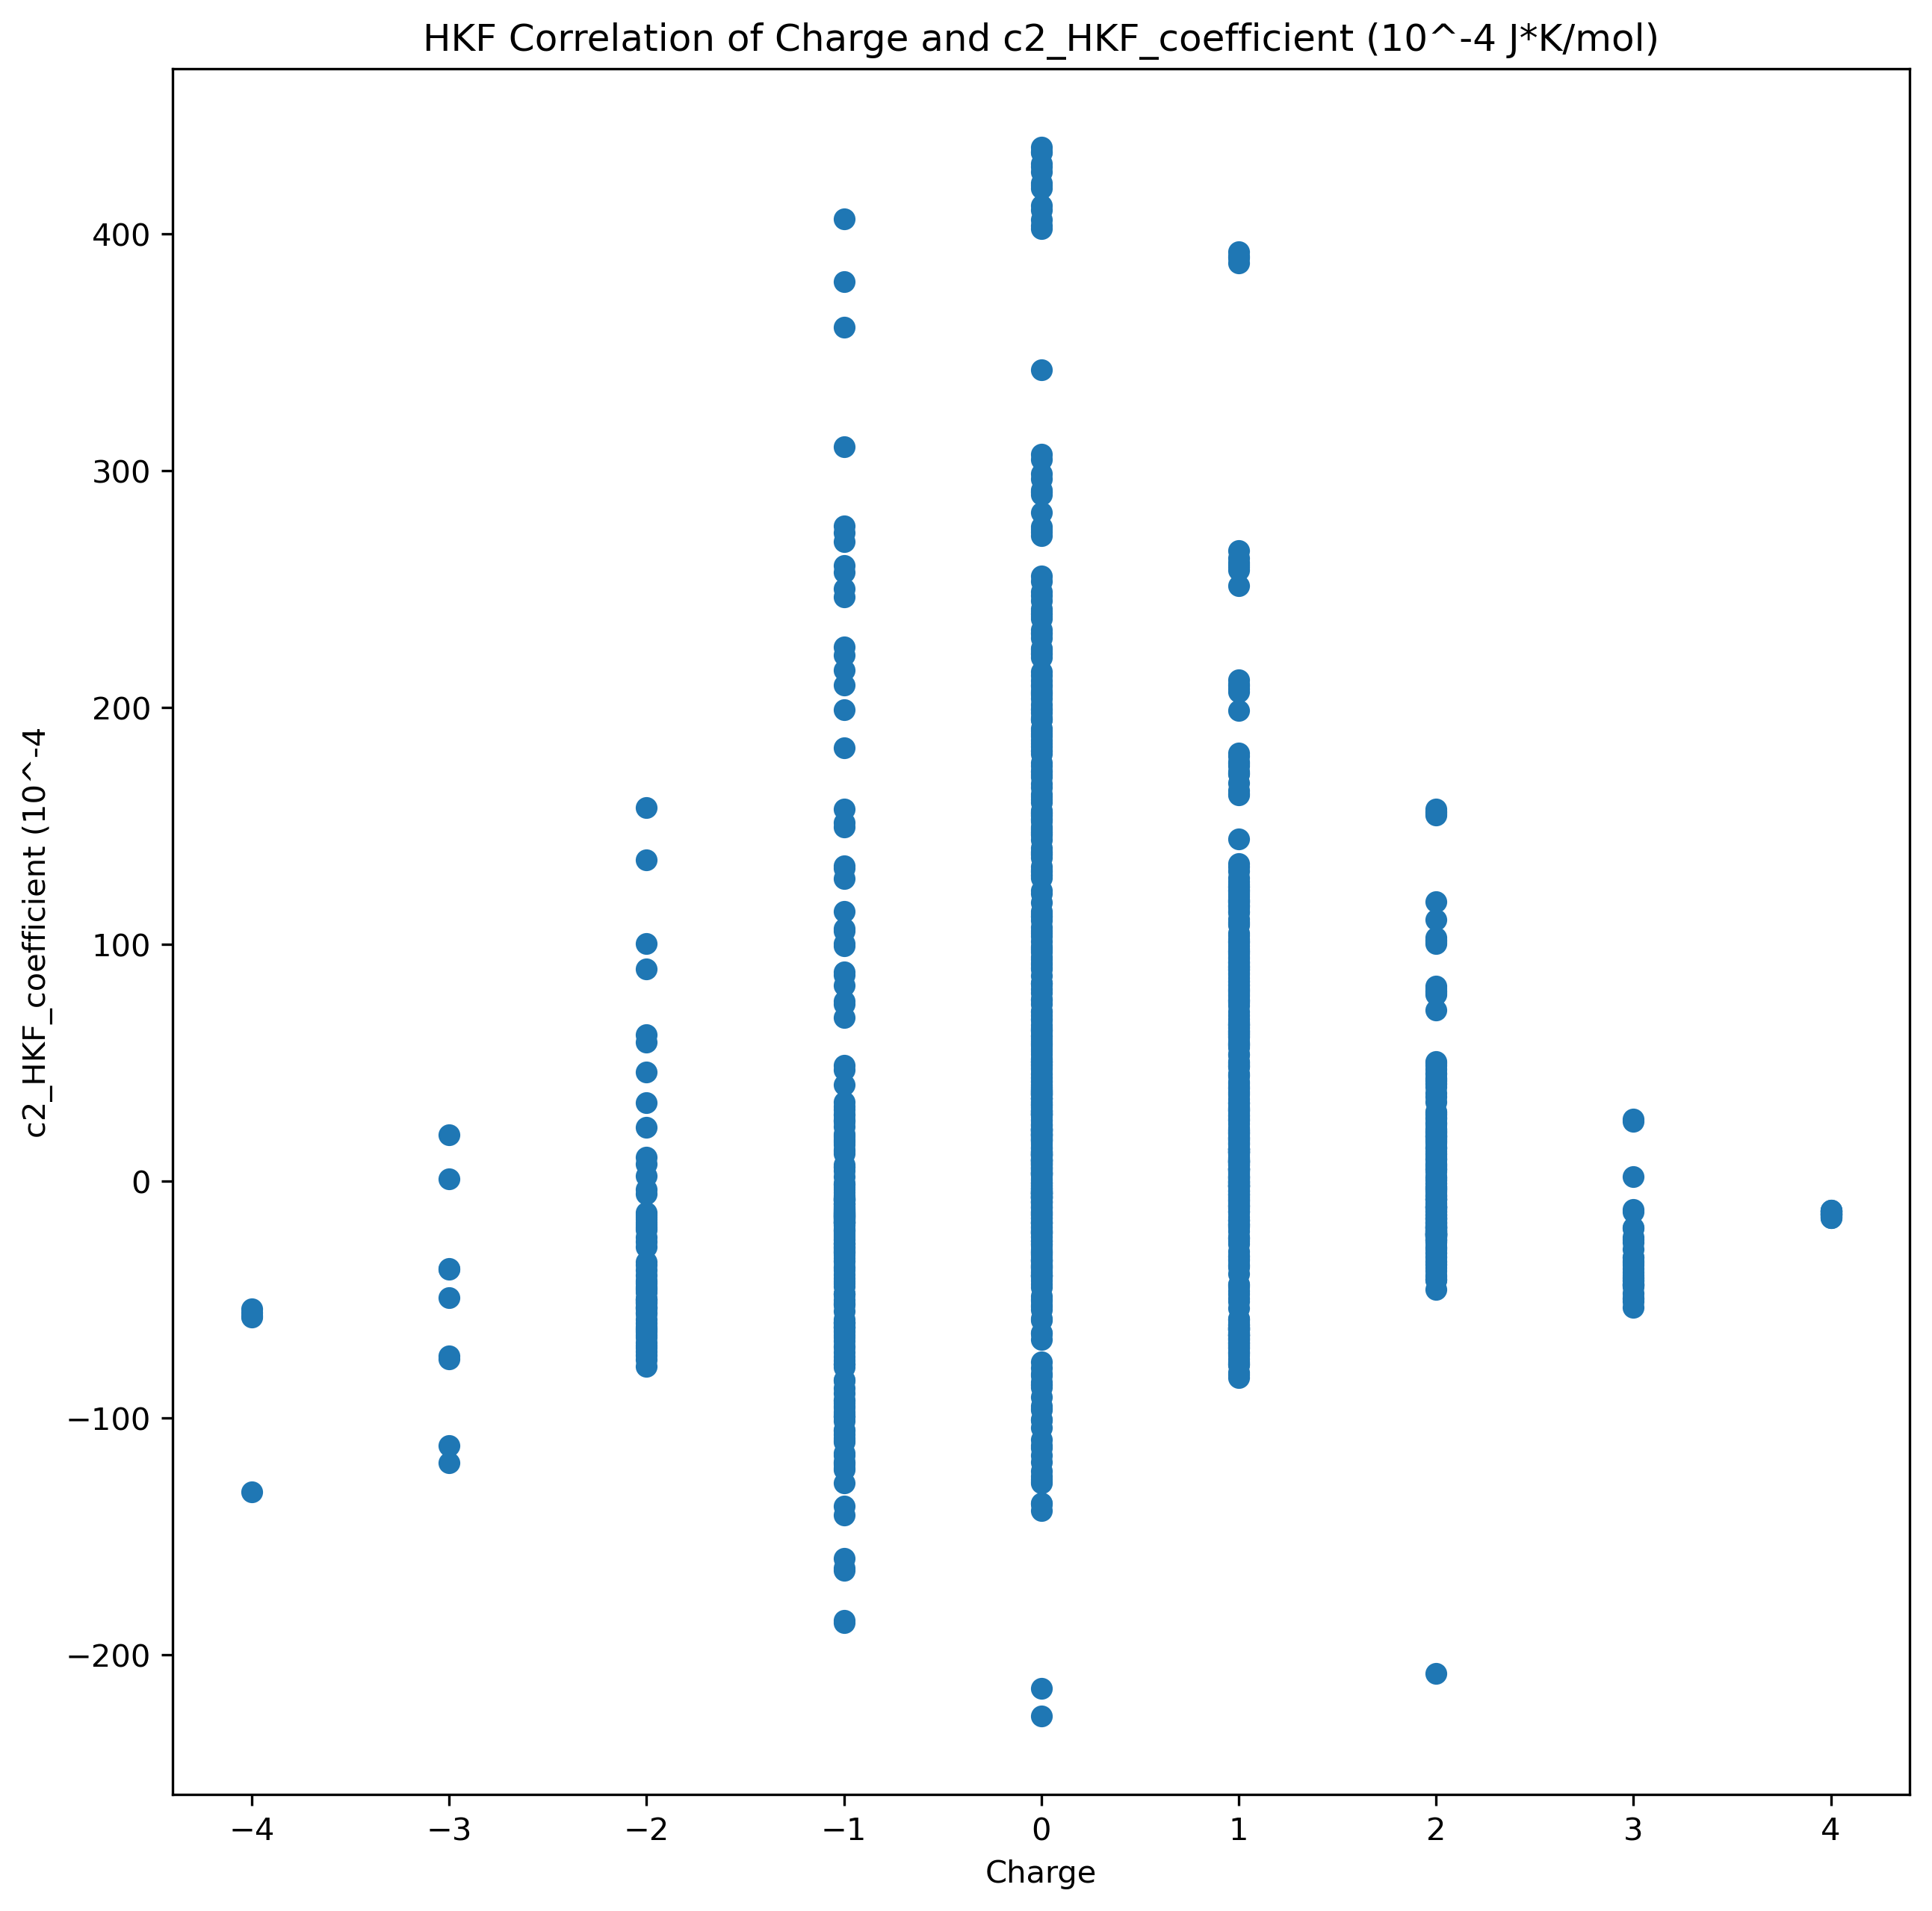 HKF Correlation of Charge and c2_HKF_coefficient (10^-4 J*K/mol)
c2_HKF_coefficient (10^-4
400
300
200
100
0
−100
−200
−4 −3 −2 −1 0 1 2 3 4
Charge